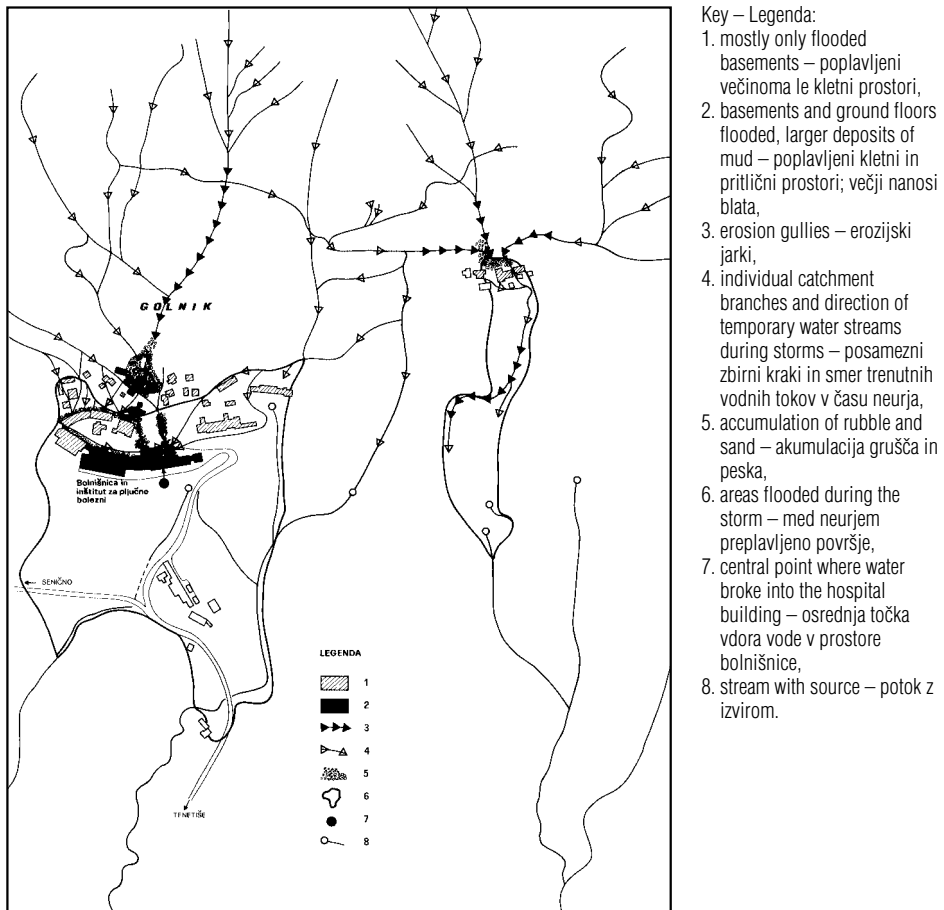 GOLNIK
Bolnišnica in
inštitut za pljučne
bolezni
SENIČNO
TENETIŠE
LEGENDA
1
2
3
4
5
6
7
8
Key – Legenda:
1. mostly only flooded
basements – poplavljeni
večinoma le kletni prostori,
2. basements and ground floors
flooded, larger deposits of
mud – poplavljeni kletni in
pritlični prostori; večji nanosi
blata,
3. erosion gullies – erozijski
jarki,
4. individual catchment
branches and direction of
temporary water streams
during storms – posamezni
zbirni kraki in smer trenutnih
vodnih tokov v času neurja,
5. accumulation of rubble and
sand – akumulacija grušča in
peska,
6. areas flooded during the
storm – med neurjem
preplavljeno površje,
7. central point where water
broke into the hospital
building – osrednja točka
vdora vode v prostore
bolnišnice,
8. stream with source – potok z
izvirom.